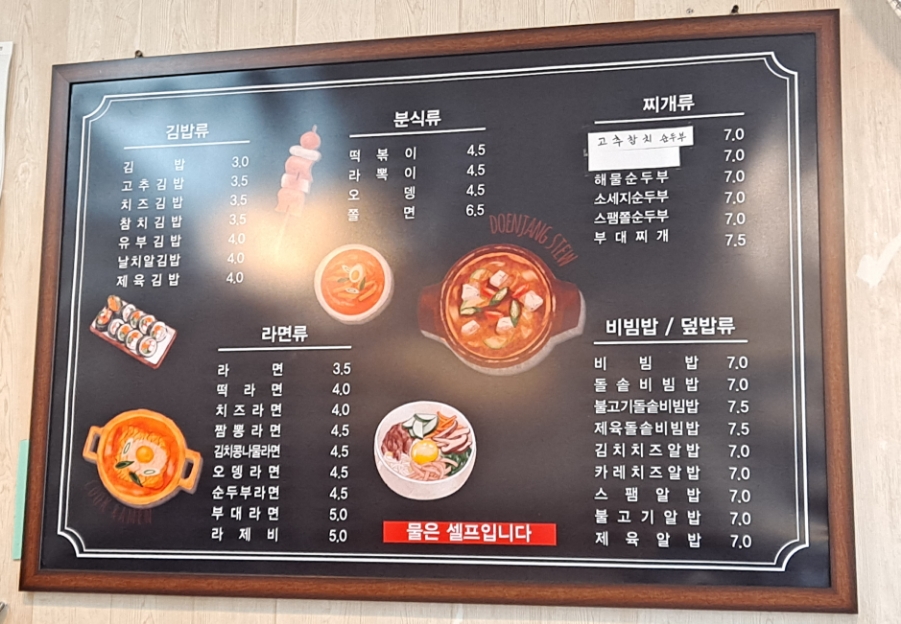 김밥류
김밥 3.0
고추김밥 3.5
치즈김밥 3.5
참치김밥 3.5
유부김밥 4.0
날치알김밥 4.0
제육김밥 4.0
분식류
떡볶이 4.5
라뽁이 4.5
오뎅 4.5
쫄면 6.5
찌개류
고추참치 순두부 7.0
7.0
해물순두부 7.0
소세지순두부 7.0
스팸쫄순두부 7.0
부대찌개 7.5
DOENJANG STEW
라면류
라면 3.5
떡라면 4.0
치즈라면 4.0
짬뽕라면 4.5
김치콩나물라면 4.5
오뎅라면 4.5
순두부라면 4.5
부대라면 5.0
라제비 5.0
비빔밥 / 덮밥류
비빔밥 7.0
돌솥비빔밥 7.0
불고기돌솥비빔밥 7.5
제육돌솥비빔밥 7.5
김치치즈알밥 7.0
카레치즈알밥 7.0
스팸알밥 7.0
불고기알밥 7.0
제육알밥 7.0
물은 셀프입니다